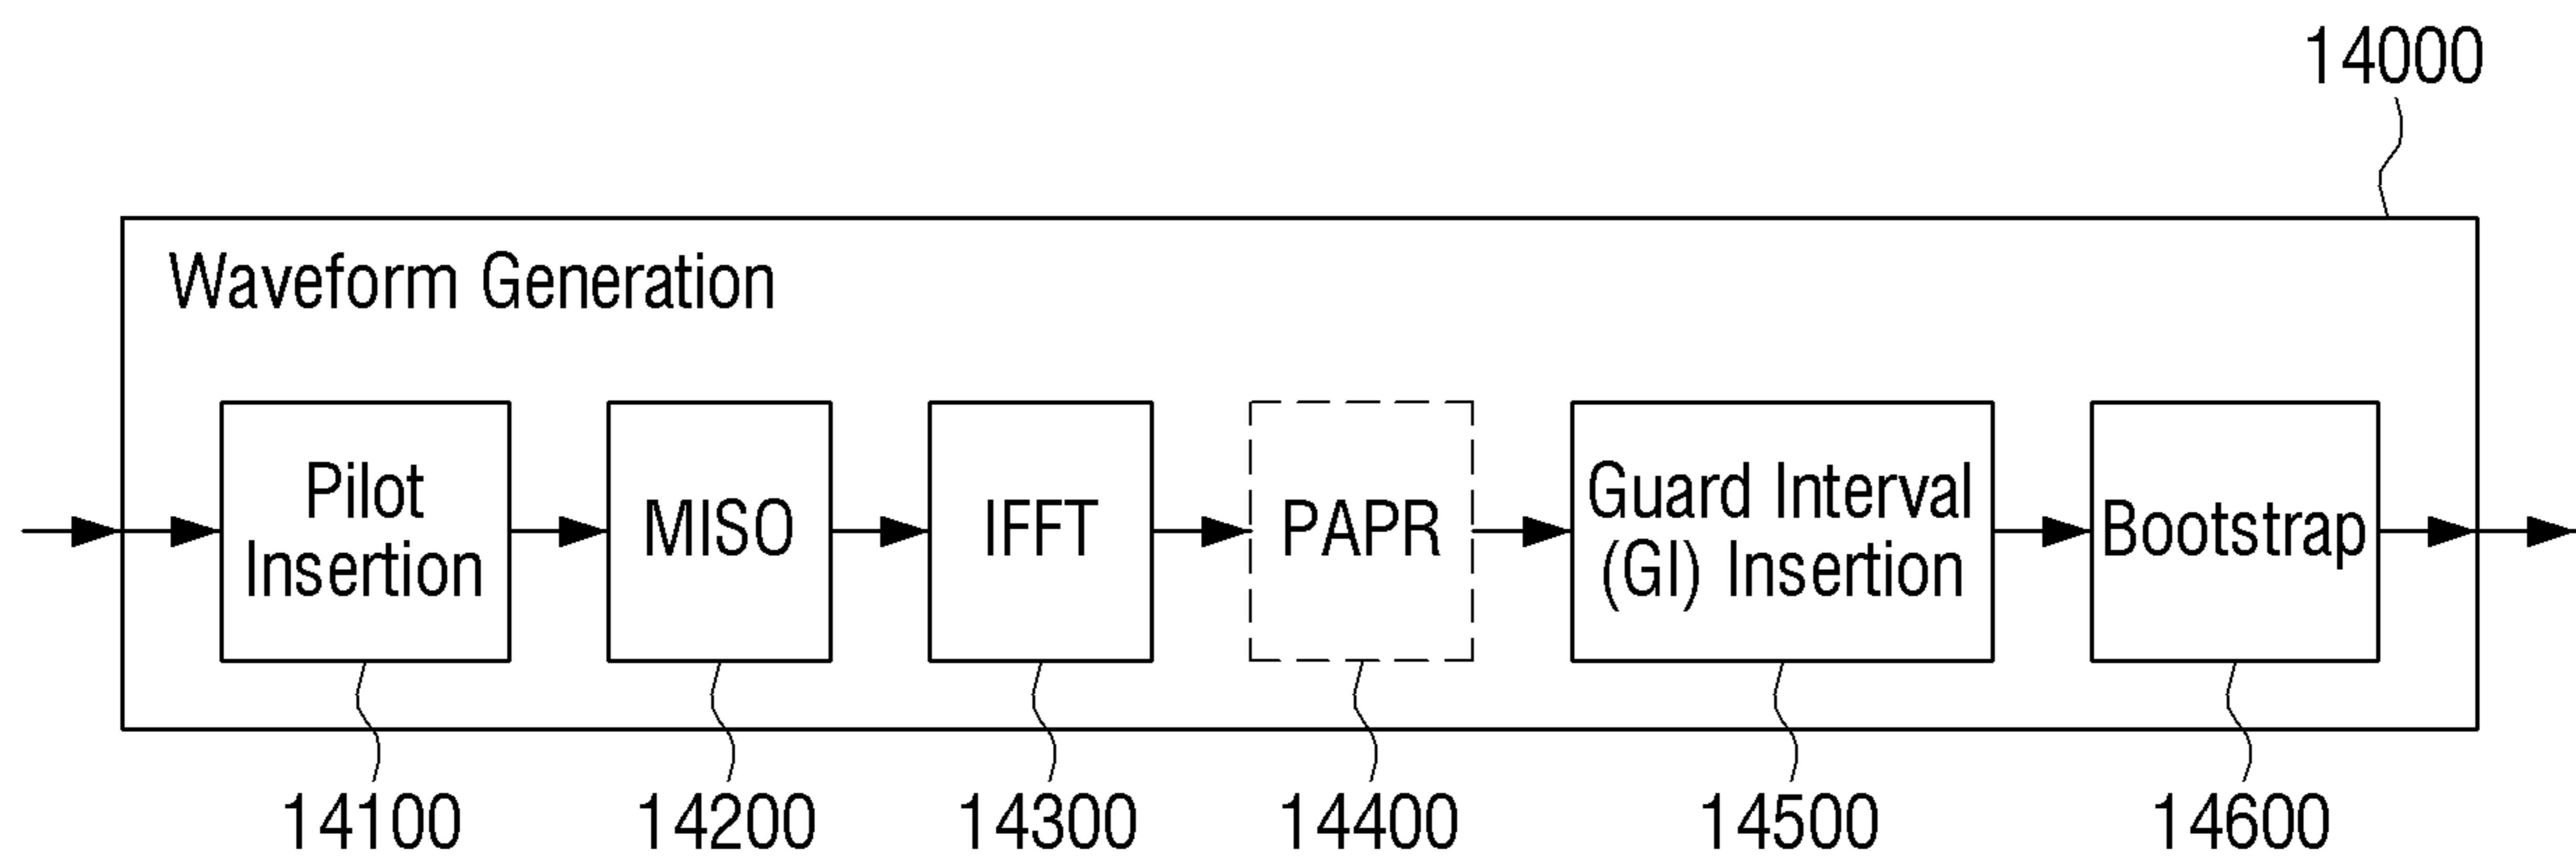 14000
Waveform Generation
Pilot
Insertion
MISO
IFFT
PAPR
Guard Interval
(GI) Insertion
Bootstrap
14100
14200
14300
14400
14500
14600